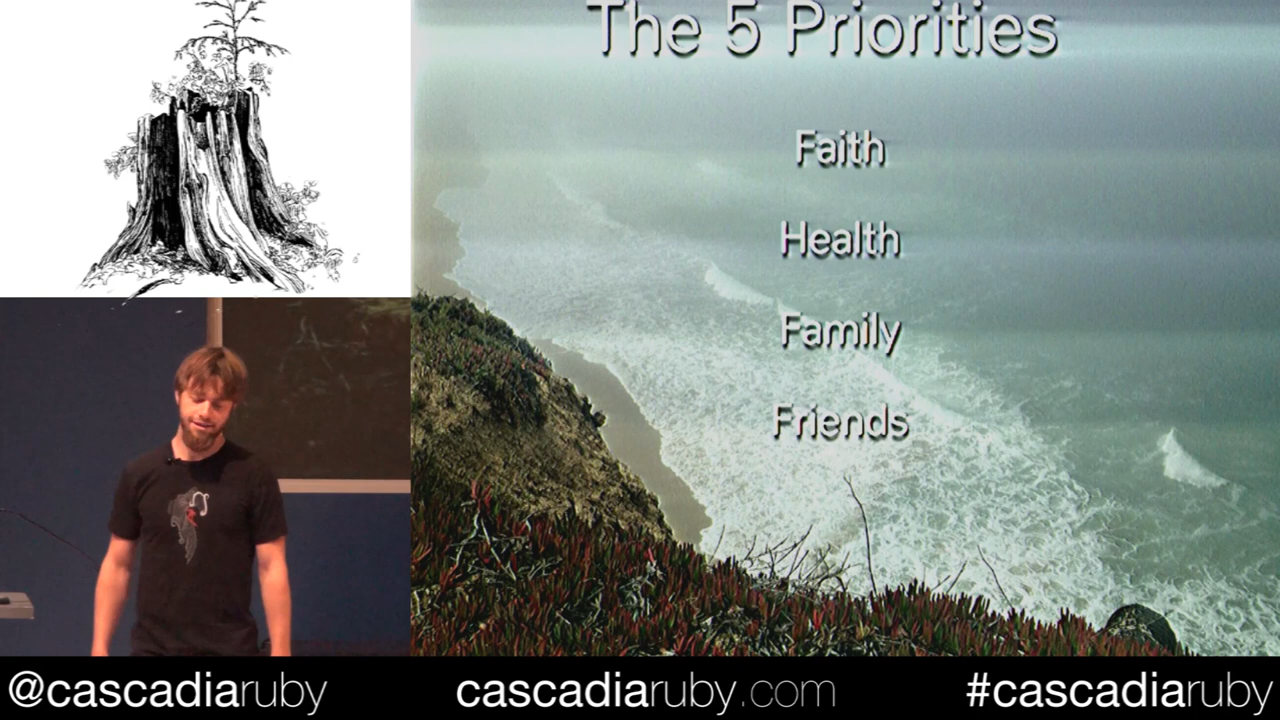 The 5 Priorities
Faith
Health
Family
Friends
@cascadiaruby
cascadiaruby.com
#cascadiaruby